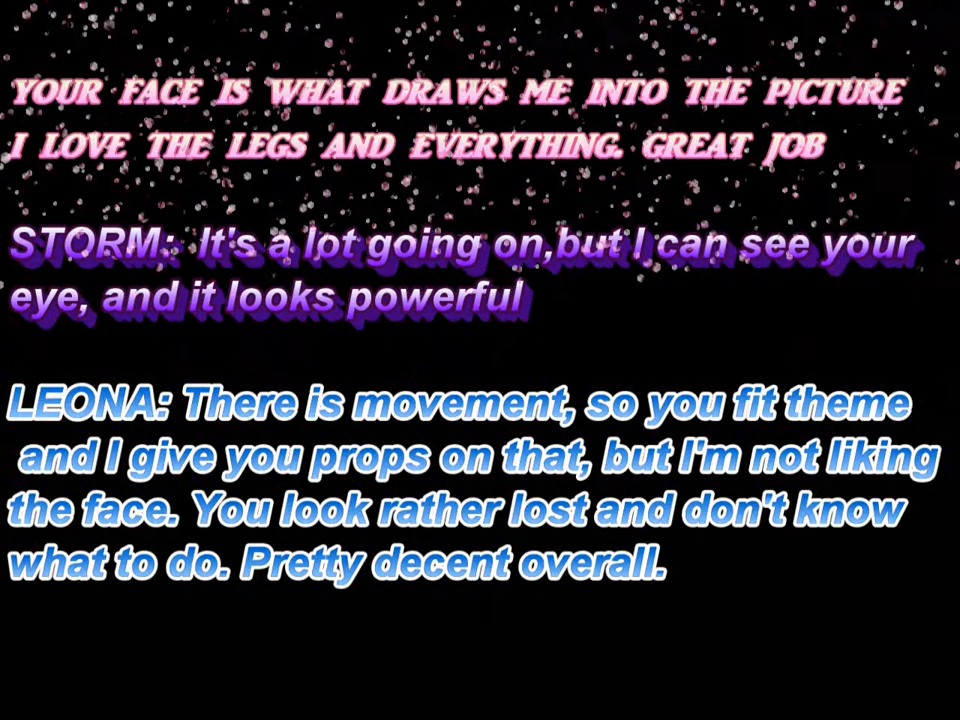 YOUR FACE IS WHAT DRAWS ME INTO THE PICTURE
I LOVE THE LEGS AND EVERYTHING. GREAT JOB
STORM: It's a lot going on,but I can see your
eye, and it looks powerful
LEONA: There is movement, so you fit theme
and I give you props on that, but I'm not liking
the face. You look rather lost and don't know
what to do. Pretty decent overall.